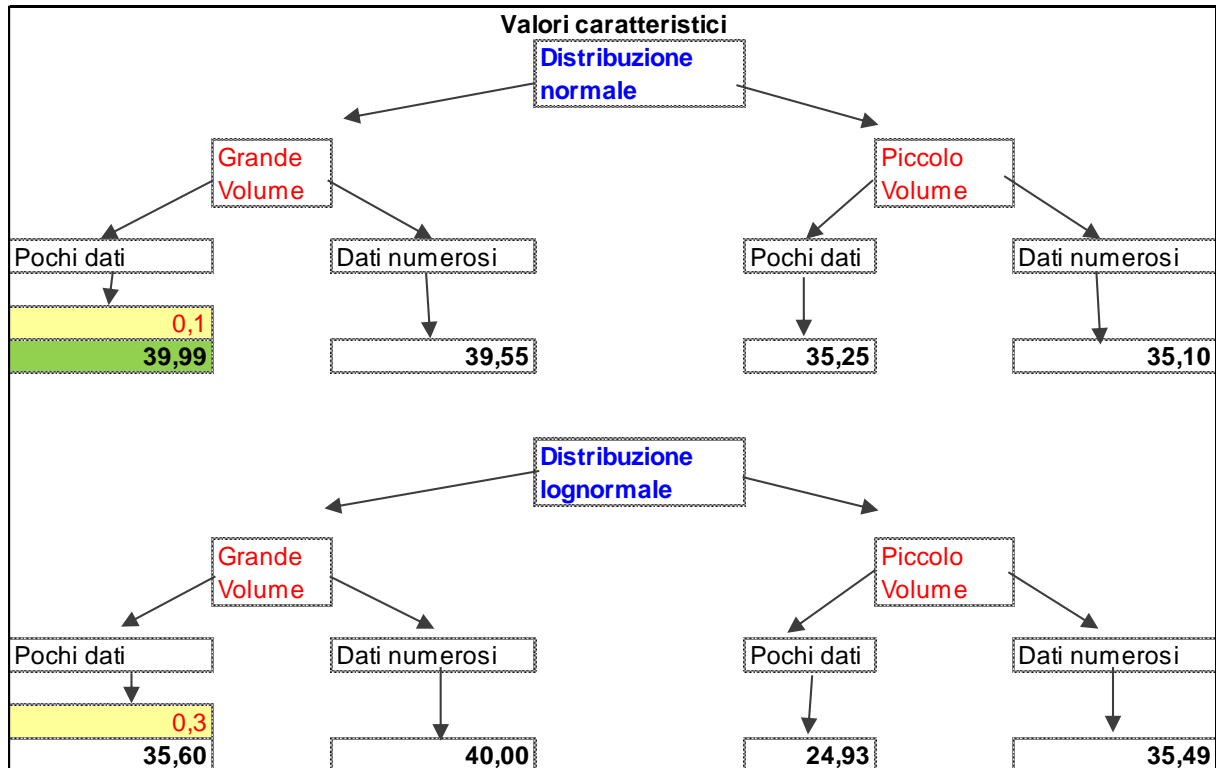 Valori caratteristici
Distribuzione
normale
Grande
Volume
Piccolo
Volume
Pochi dati
Dati numerosi
Pochi dati
Dati numerosi
0,1
39,99
39,55
35,25
35,10
Distribuzione
lognormale
Grande
Volume
Piccolo
Volume
Pochi dati
Dati numerosi
Pochi dati
Dati numerosi
0,3
35,60
40,00
24,93
35,49